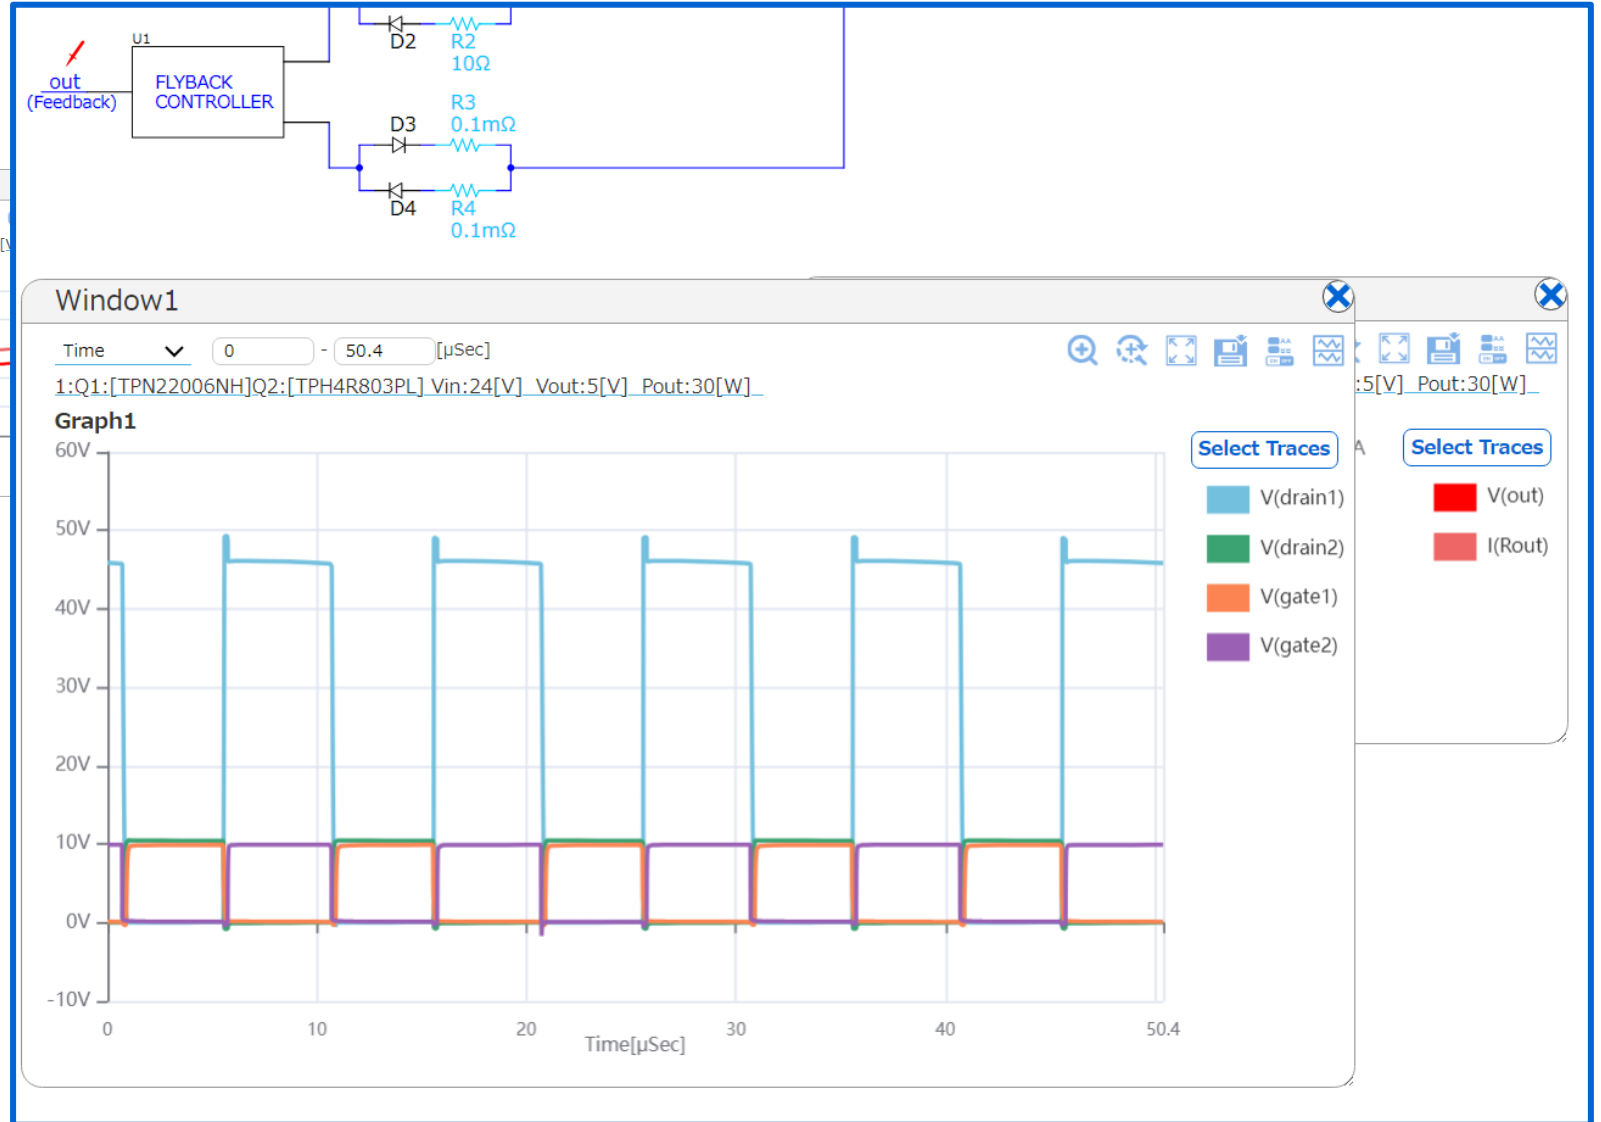 D2
R2
10Ω
U1
out
(Feedback)
FLYBACK
CONTROLLER
R3
0.1mΩ
D3
D4
R4
0.1mΩ
Window1
Time 0 - 50.4 [μSec]
1:Q1:[TPN22006NH]Q2:[TPH4R803PL] Vin:24[V] Vout:5[V] Pout:30[W]
:5[V] Pout:30[W]
Graph1
Select Traces
V(drain1)
V(drain2)
V(gate1)
V(gate2)
A
Select Traces
V(out)
I(Rout)
60V
50V
40V
30V
20V
10V
0V
-10V
0 10 20 30 40 50.4
Time[μSec]